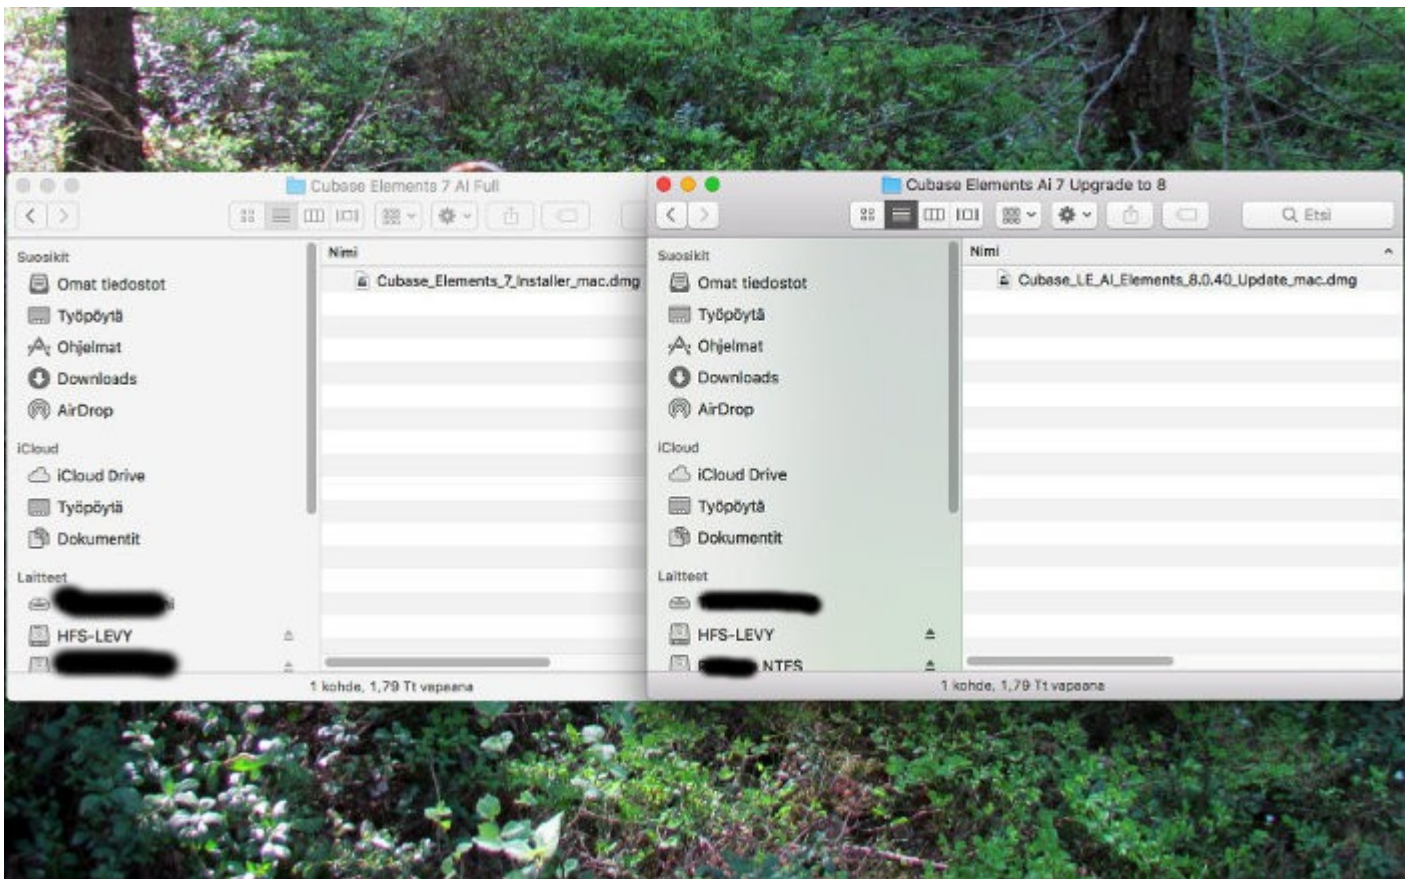 Cubase Elements 7 AI Full
Nimi
Suosikit
Omat tiedostot
Työpöytä
Ohjelmat
Downloads
AirDrop
iCloud
iCloud Drive
Työpöytä
Dokumentit
Laitteet
HFS-LEVY
Cubase_Elements_7_Installer_mac.dmg
1 kohde, 1,79 Tt vapaana
Cubase Elements Ai 7 Upgrade to 8
Etsi
Nimi
Suosikit
Omat tiedostot
Työpöytä
Ohjelmat
Downloads
AirDrop
iCloud
iCloud Drive
Työpöytä
Dokumentit
Laitteet
HFS-LEVY
NTFS
Cubase_LE_AI_Elements_8.0.40_Update_mac.dmg
1 kohde, 1,79 Tt vapaana